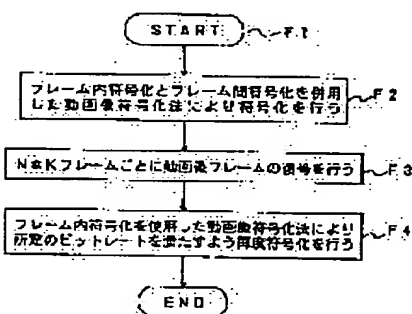 START F1
フレーム内符号化とフレーム間符号化を併用 F2
した動画像符号化法により符号化を行う
N*Kフレームごとに動画像フレームの復号を行う F3
フレーム内符号化を使用した動画像符号化法により F4
所定のビットレートを満たすよう再度符号化を行う
END